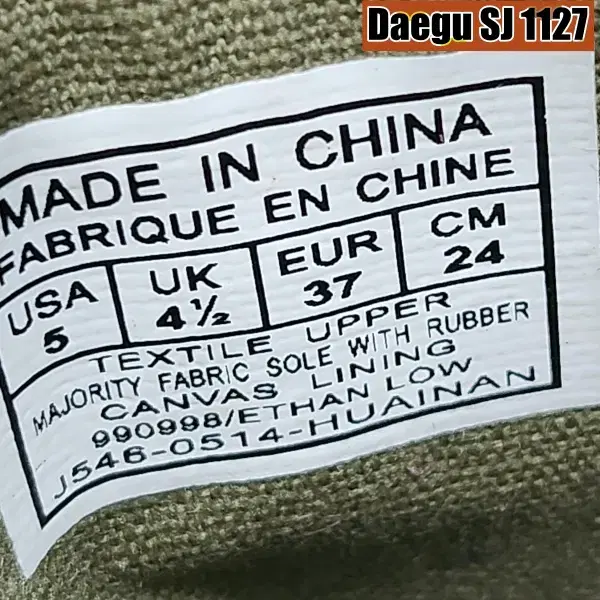 Daegu SJ 1127
MADE IN CHINA
FABRIQUE EN CHINE
USA UK EUR CM
5 4½ 37 24
TEXTILE UPPER
MAJORITY FABRIC SOLE WITH RUBBER
CANVAS LINING
990998/ETHAN LOW
J546-0514-HUAINAN